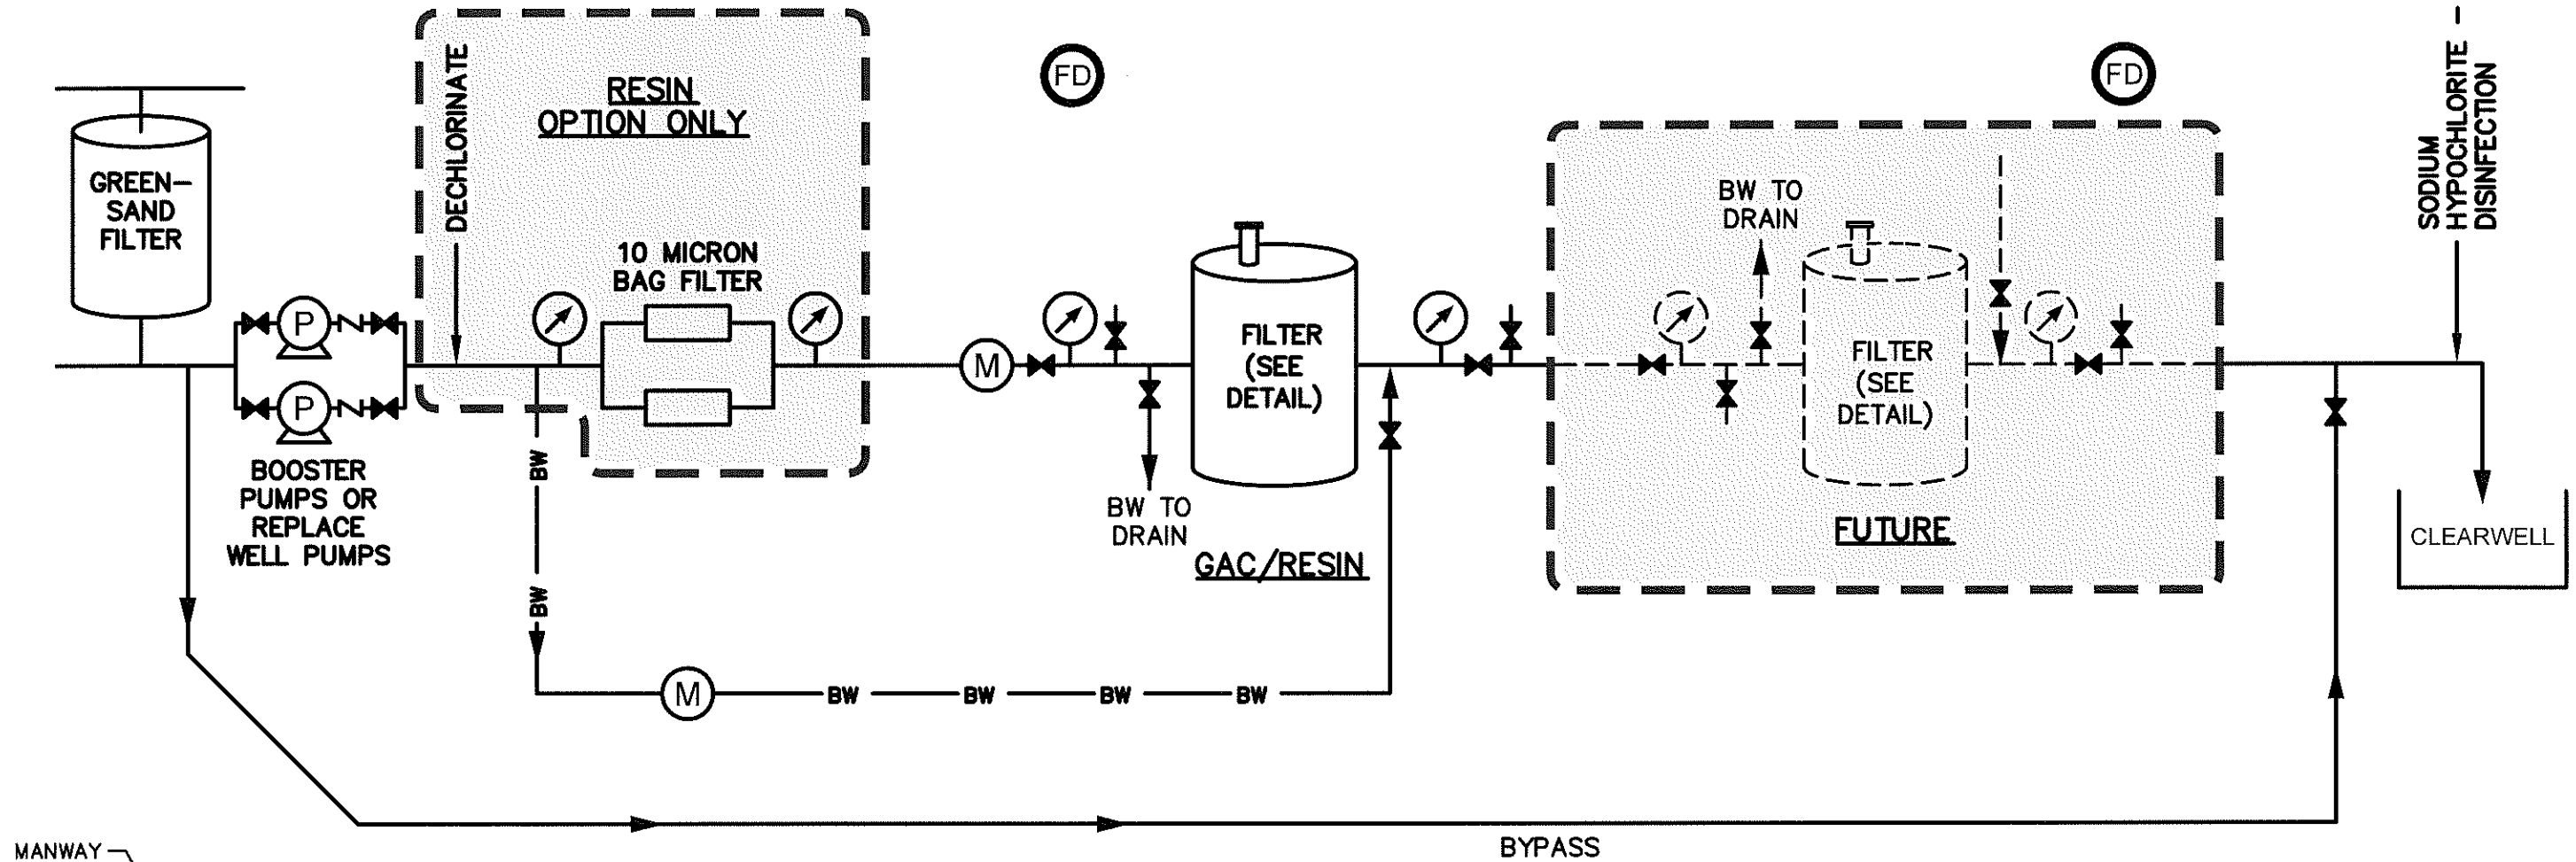 GREEN-
SAND
FILTER
P
P
BOOSTER
PUMPS OR
REPLACE
WELL PUMPS
DECHLORINATE
RESIN
OPTION ONLY
10 MICRON
BAG FILTER
BW
BW
M
BW
BW
BW
BW
FD
M
BW TO
DRAIN
FILTER
(SEE
DETAIL)
GAC/RESIN
FD
BW TO
DRAIN
FILTER
(SEE
DETAIL)
FUTURE
SODIUM
HYPOCHLORITE
DISINFECTION
CLEARWELL
BYPASS
MANWAY